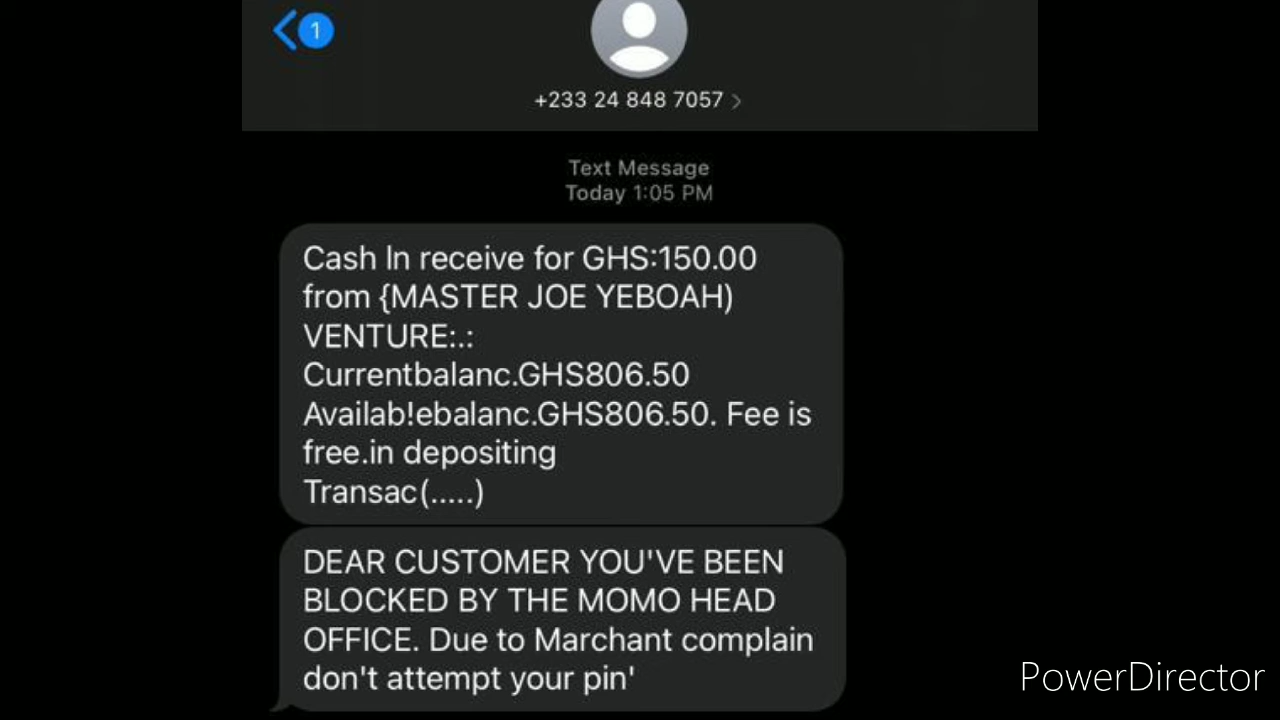 1
+233 24 848 7057 >
Text Message
Today 1:05 PM
Cash In receive for GHS:150.00
from {MASTER JOE YEBOAH)
VENTURE:.:
Currentbalanc.GHS806.50
Availab!ebalanc.GHS806.50. Fee is
free.in depositing
Transac(.....)
DEAR CUSTOMER YOU'VE BEEN
BLOCKED BY THE MOMO HEAD
OFFICE. Due to Marchant complain
don't attempt your pin'
PowerDirector